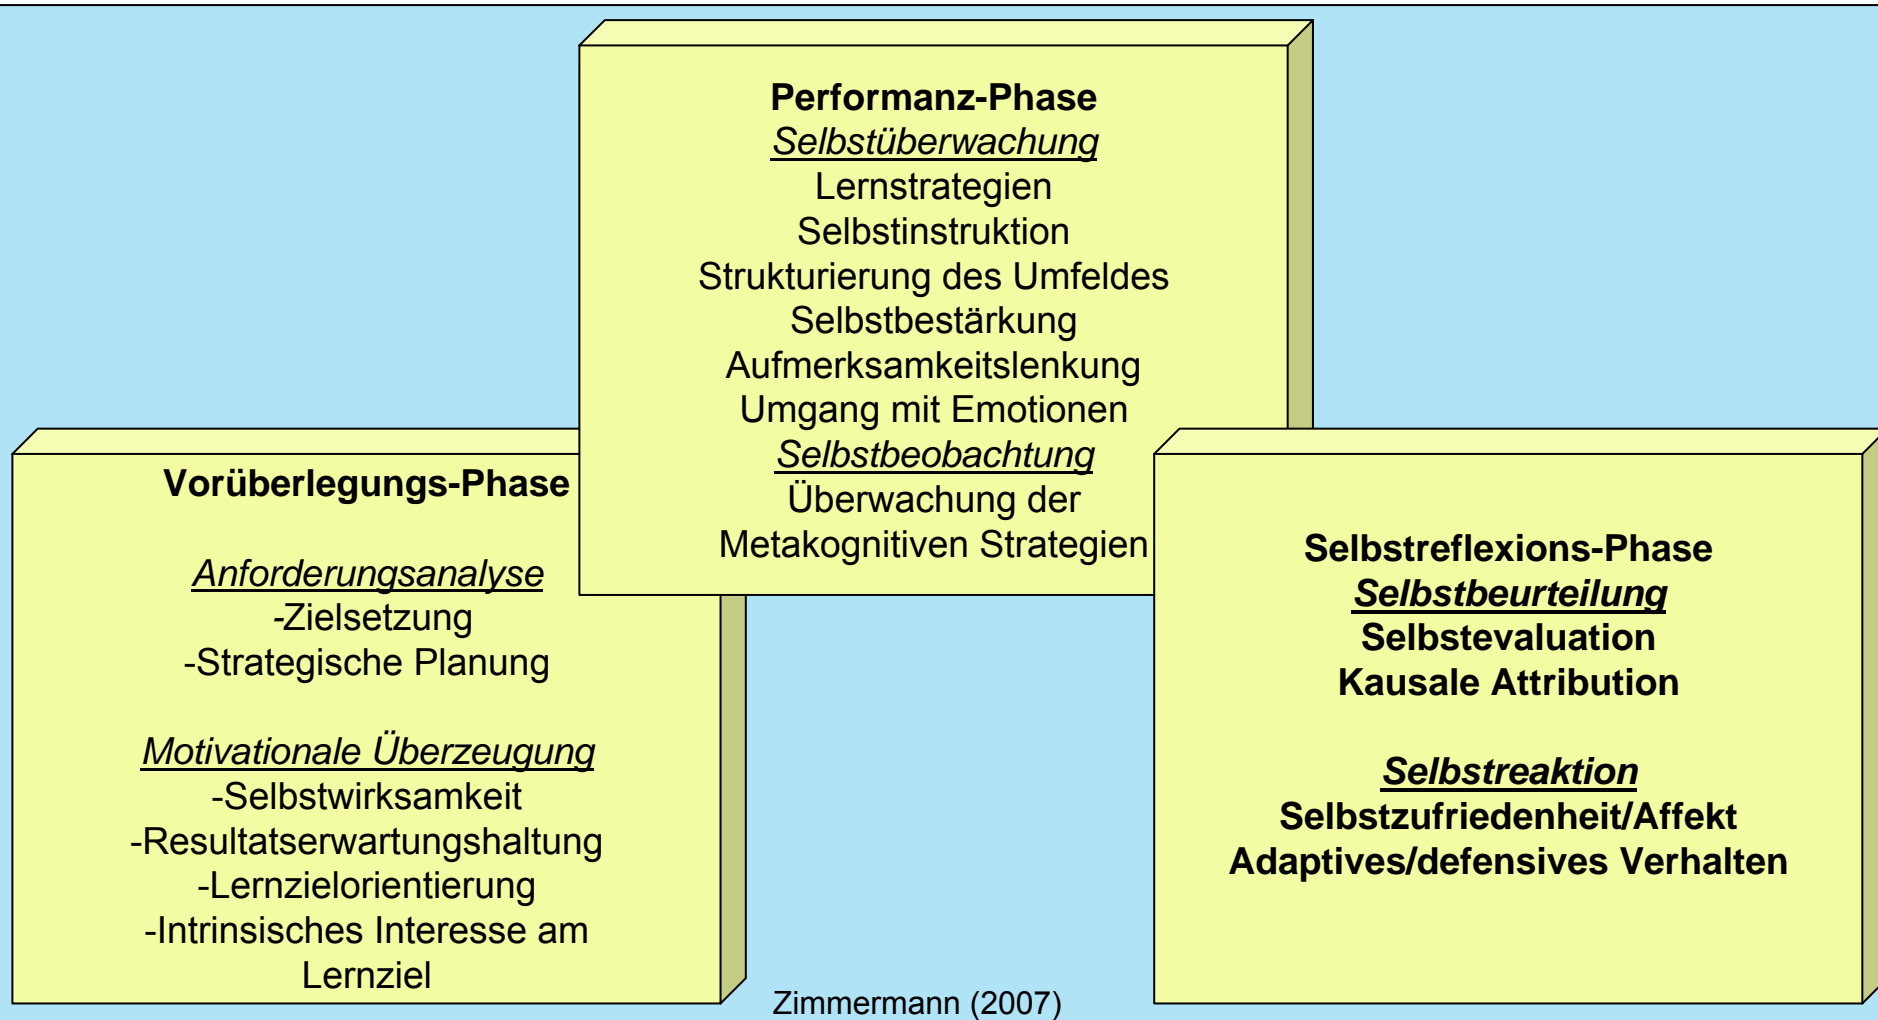 Performanz-Phase
Selbstüberwachung
Lernstrategien
Selbstinstruktion
Strukturierung des Umfeldes
Selbstbestärkung
Aufmerksamkeitslenkung
Umgang mit Emotionen
Selbstbeobachtung
Überwachung der
Metakognitiven Strategien
Vorüberlegungs-Phase
Anforderungsanalyse
-Zielsetzung
-Strategische Planung
Motivationale Überzeugung
-Selbstwirksamkeit
-Resultatserwartungshaltung
-Lernzielorientierung
-Intrinsisches Interesse am
Lernziel
Selbstreflexions-Phase
Selbstbeurteilung
Selbstevaluation
Kausale Attribution
Selbstreaktion
Selbstzufriedenheit/Affekt
Adaptives/defensives Verhalten
Zimmermann (2007)